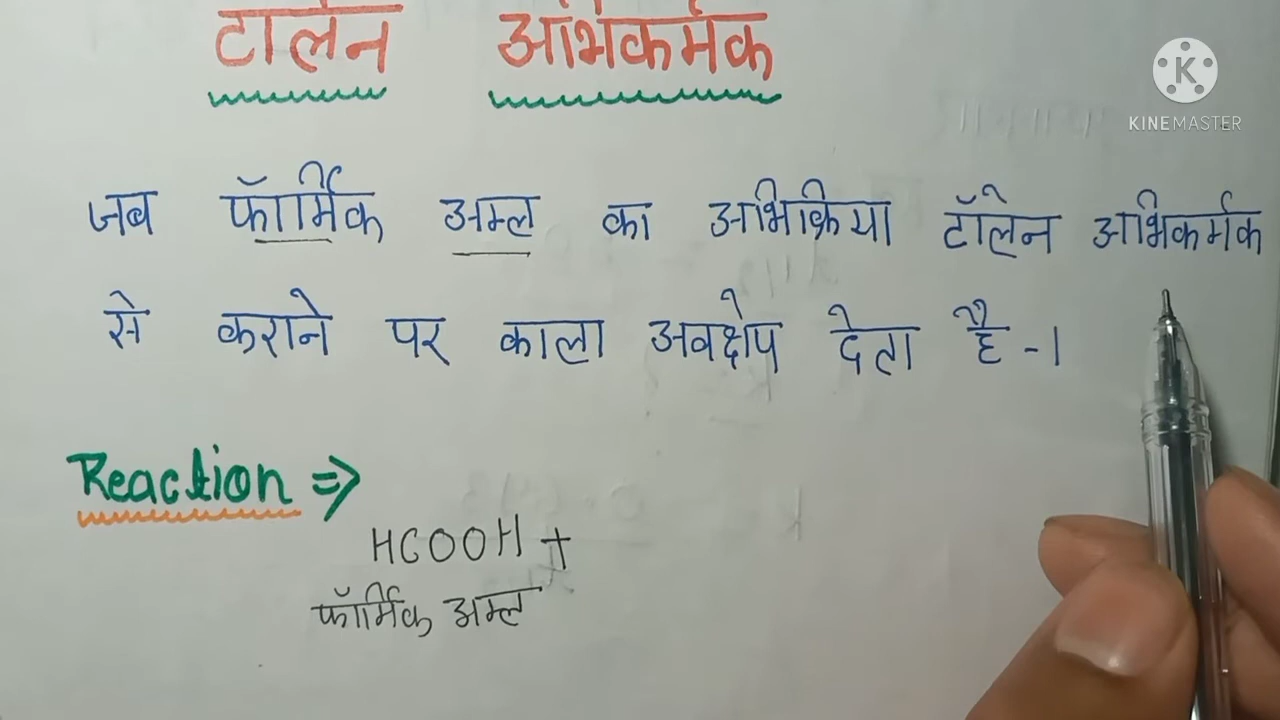 टॉलेन अभिकर्मक
K
KINEMASTER
जब फॉर्मिक अम्ल का अभिक्रिया टॉलेन अभिकर्मक
से कराने पर काला अवक्षेप देता है -।
Reaction ⇒
HCOOH +
फॉर्मिक अम्ल